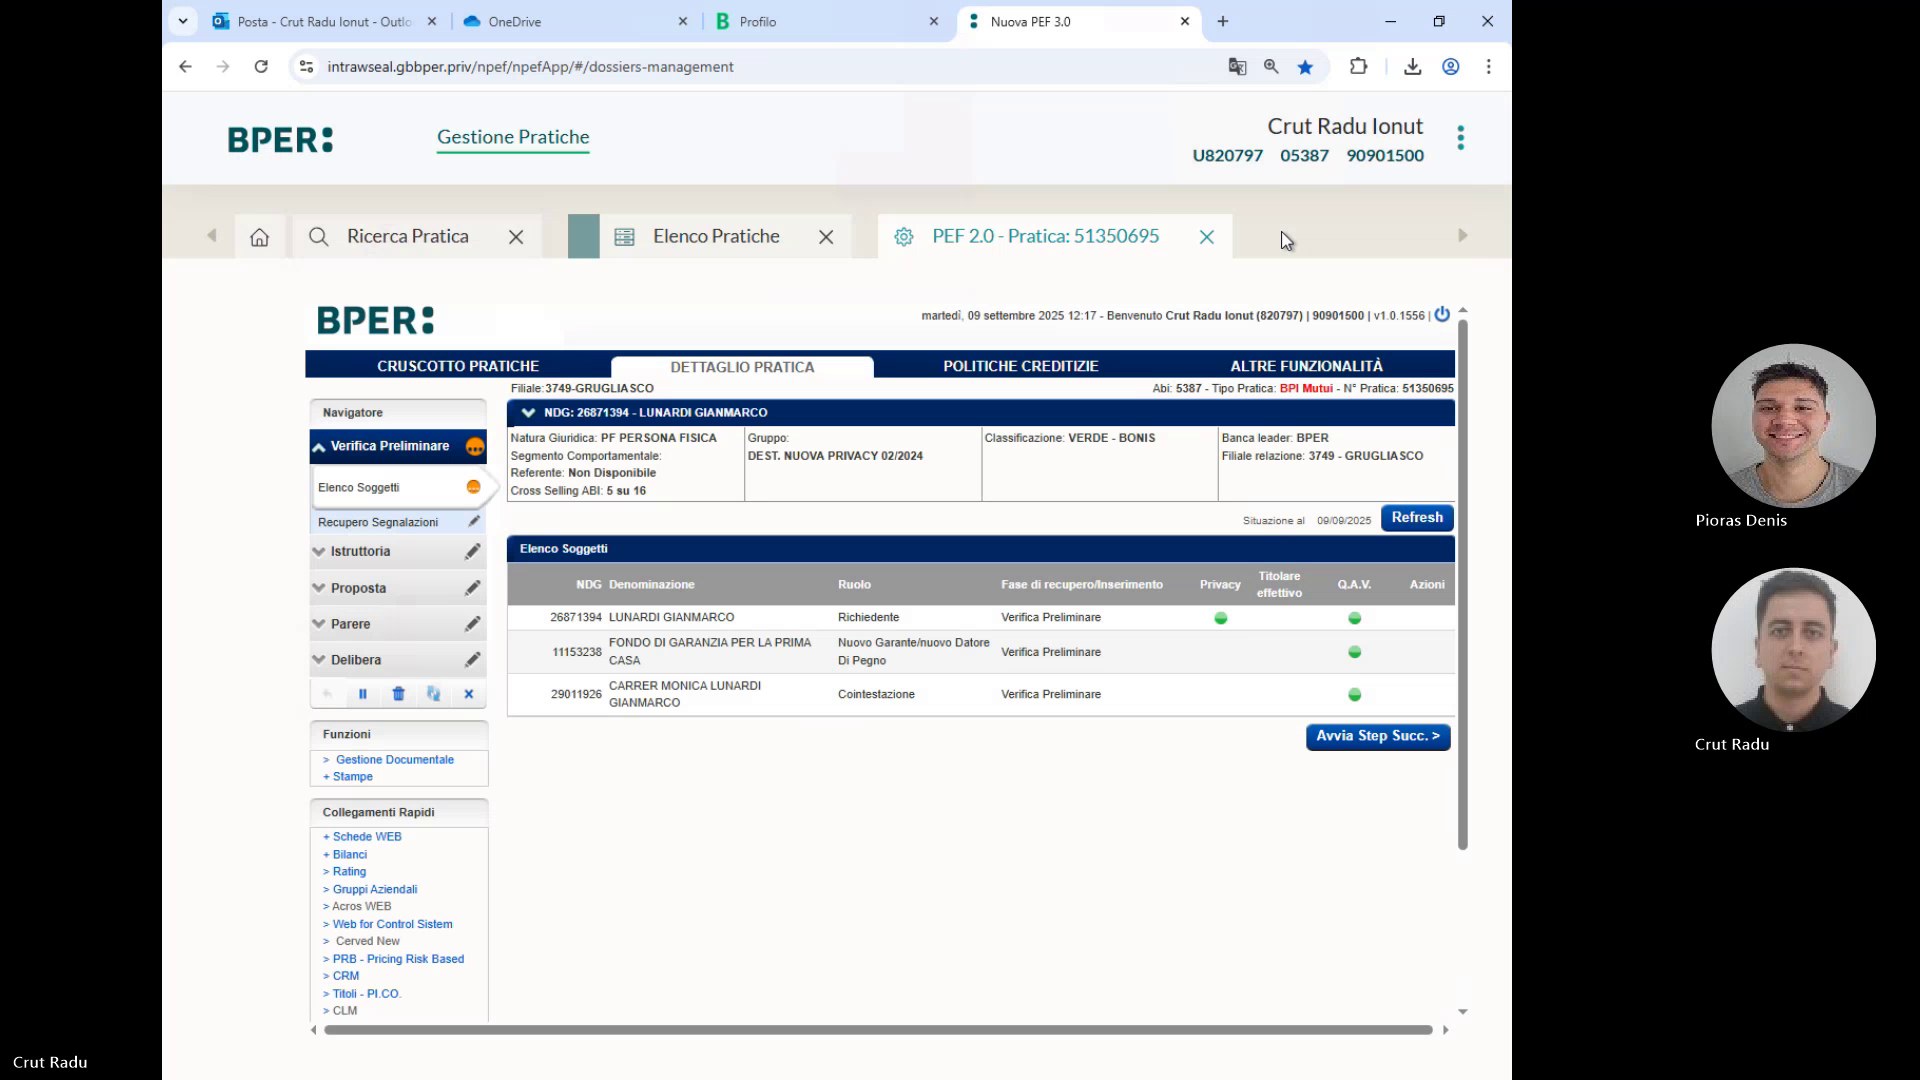 Posta - Crut Radu Ionut - Outlo
OneDrive
Profilo
Nuova PEF 3.0
intrawseal.gbbper.priv/npef/npefApp/#/dossiers-management
BPER:
Gestione Pratiche
Crut Radu Ionut
U820797 05387 90901500
Ricerca Pratica
Elenco Pratiche
PEF 2.0 - Pratica: 51350695
BPER:
martedì, 09 settembre 2025 12:17 - Benvenuto Crut Radu Ionut (820797) | 90901500 | v1.0.1556 |
CRUSCOTTO PRATICHE
DETTAGLIO PRATICA
POLITICHE CREDITIZIE
ALTRE FUNZIONALITÀ
Filiale:3749-GRUGLIASCO
Abi: 5387 - Tipo Pratica: BPI Mutui - N° Pratica: 51350695
Navigatore
Verifica Preliminare
Elenco Soggetti
Recupero Segnalazioni
Istruttoria
Proposta
Parere
Delibera
Funzioni
> Gestione Documentale
+ Stampe
Collegamenti Rapidi
+ Schede WEB
+ Bilanci
> Rating
> Gruppi Aziendali
> Acros WEB
> Web for Control Sistem
> Cerved New
> PRB - Pricing Risk Based
> CRM
> Titoli - PI.CO.
> CLM
NDG: 26871394 - LUNARDI GIANMARCO
Natura Giuridica: PF PERSONA FISICA
Segmento Comportamentale:
Referente: Non Disponibile
Cross Selling ABI: 5 su 16
Gruppo:
DEST. NUOVA PRIVACY 02/2024
Classificazione: VERDE - BONIS
Banca leader: BPER
Filiale relazione: 3749 - GRUGLIASCO
Situazione al 09/09/2025
Refresh
Elenco Soggetti
NDG Denominazione Ruolo Fase di recupero/Inserimento Privacy Titolare effettivo Q.A.V. Azioni
26871394 LUNARDI GIANMARCO Richiedente Verifica Preliminare
11153238 FONDO DI GARANZIA PER LA PRIMA CASA Nuovo Garante/nuovo Datore Di Pegno Verifica Preliminare
29011926 CARRER MONICA LUNARDI GIANMARCO Cointestazione Verifica Preliminare
Avvia Step Succ. >
Pioras Denis
Crut Radu
Crut Radu